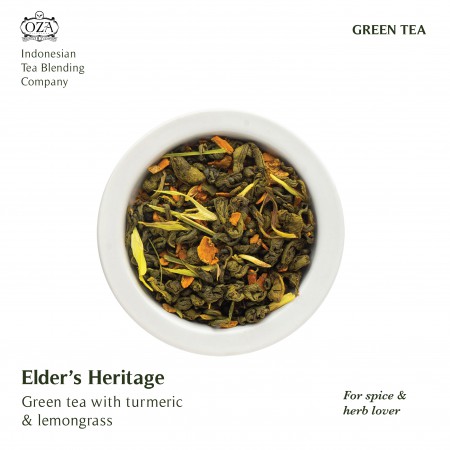 OZA
GREEN TEA
Indonesian
Tea Blending
Company
Elder's Heritage
Green tea with turmeric
& lemongrass
For spice &
herb lover